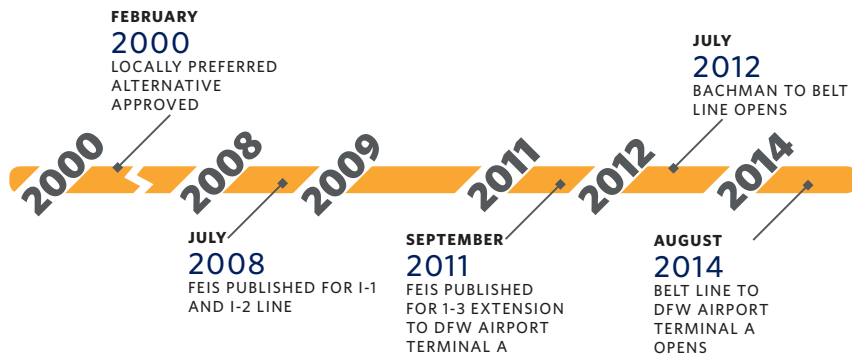 FEBRUARY
2000
LOCALLY PREFERRED
ALTERNATIVE
APPROVED
JULY
2012
BACHMAN TO BELT
LINE OPENS
2000
2008
2009
2011
2012
2014
JULY
2008
FEIS PUBLISHED FOR I-1
AND I-2 LINE
SEPTEMBER
2011
FEIS PUBLISHED
FOR 1-3 EXTENSION
TO DFW AIRPORT
TERMINAL A
AUGUST
2014
BELT LINE TO
DFW AIRPORT
TERMINAL A
OPENS